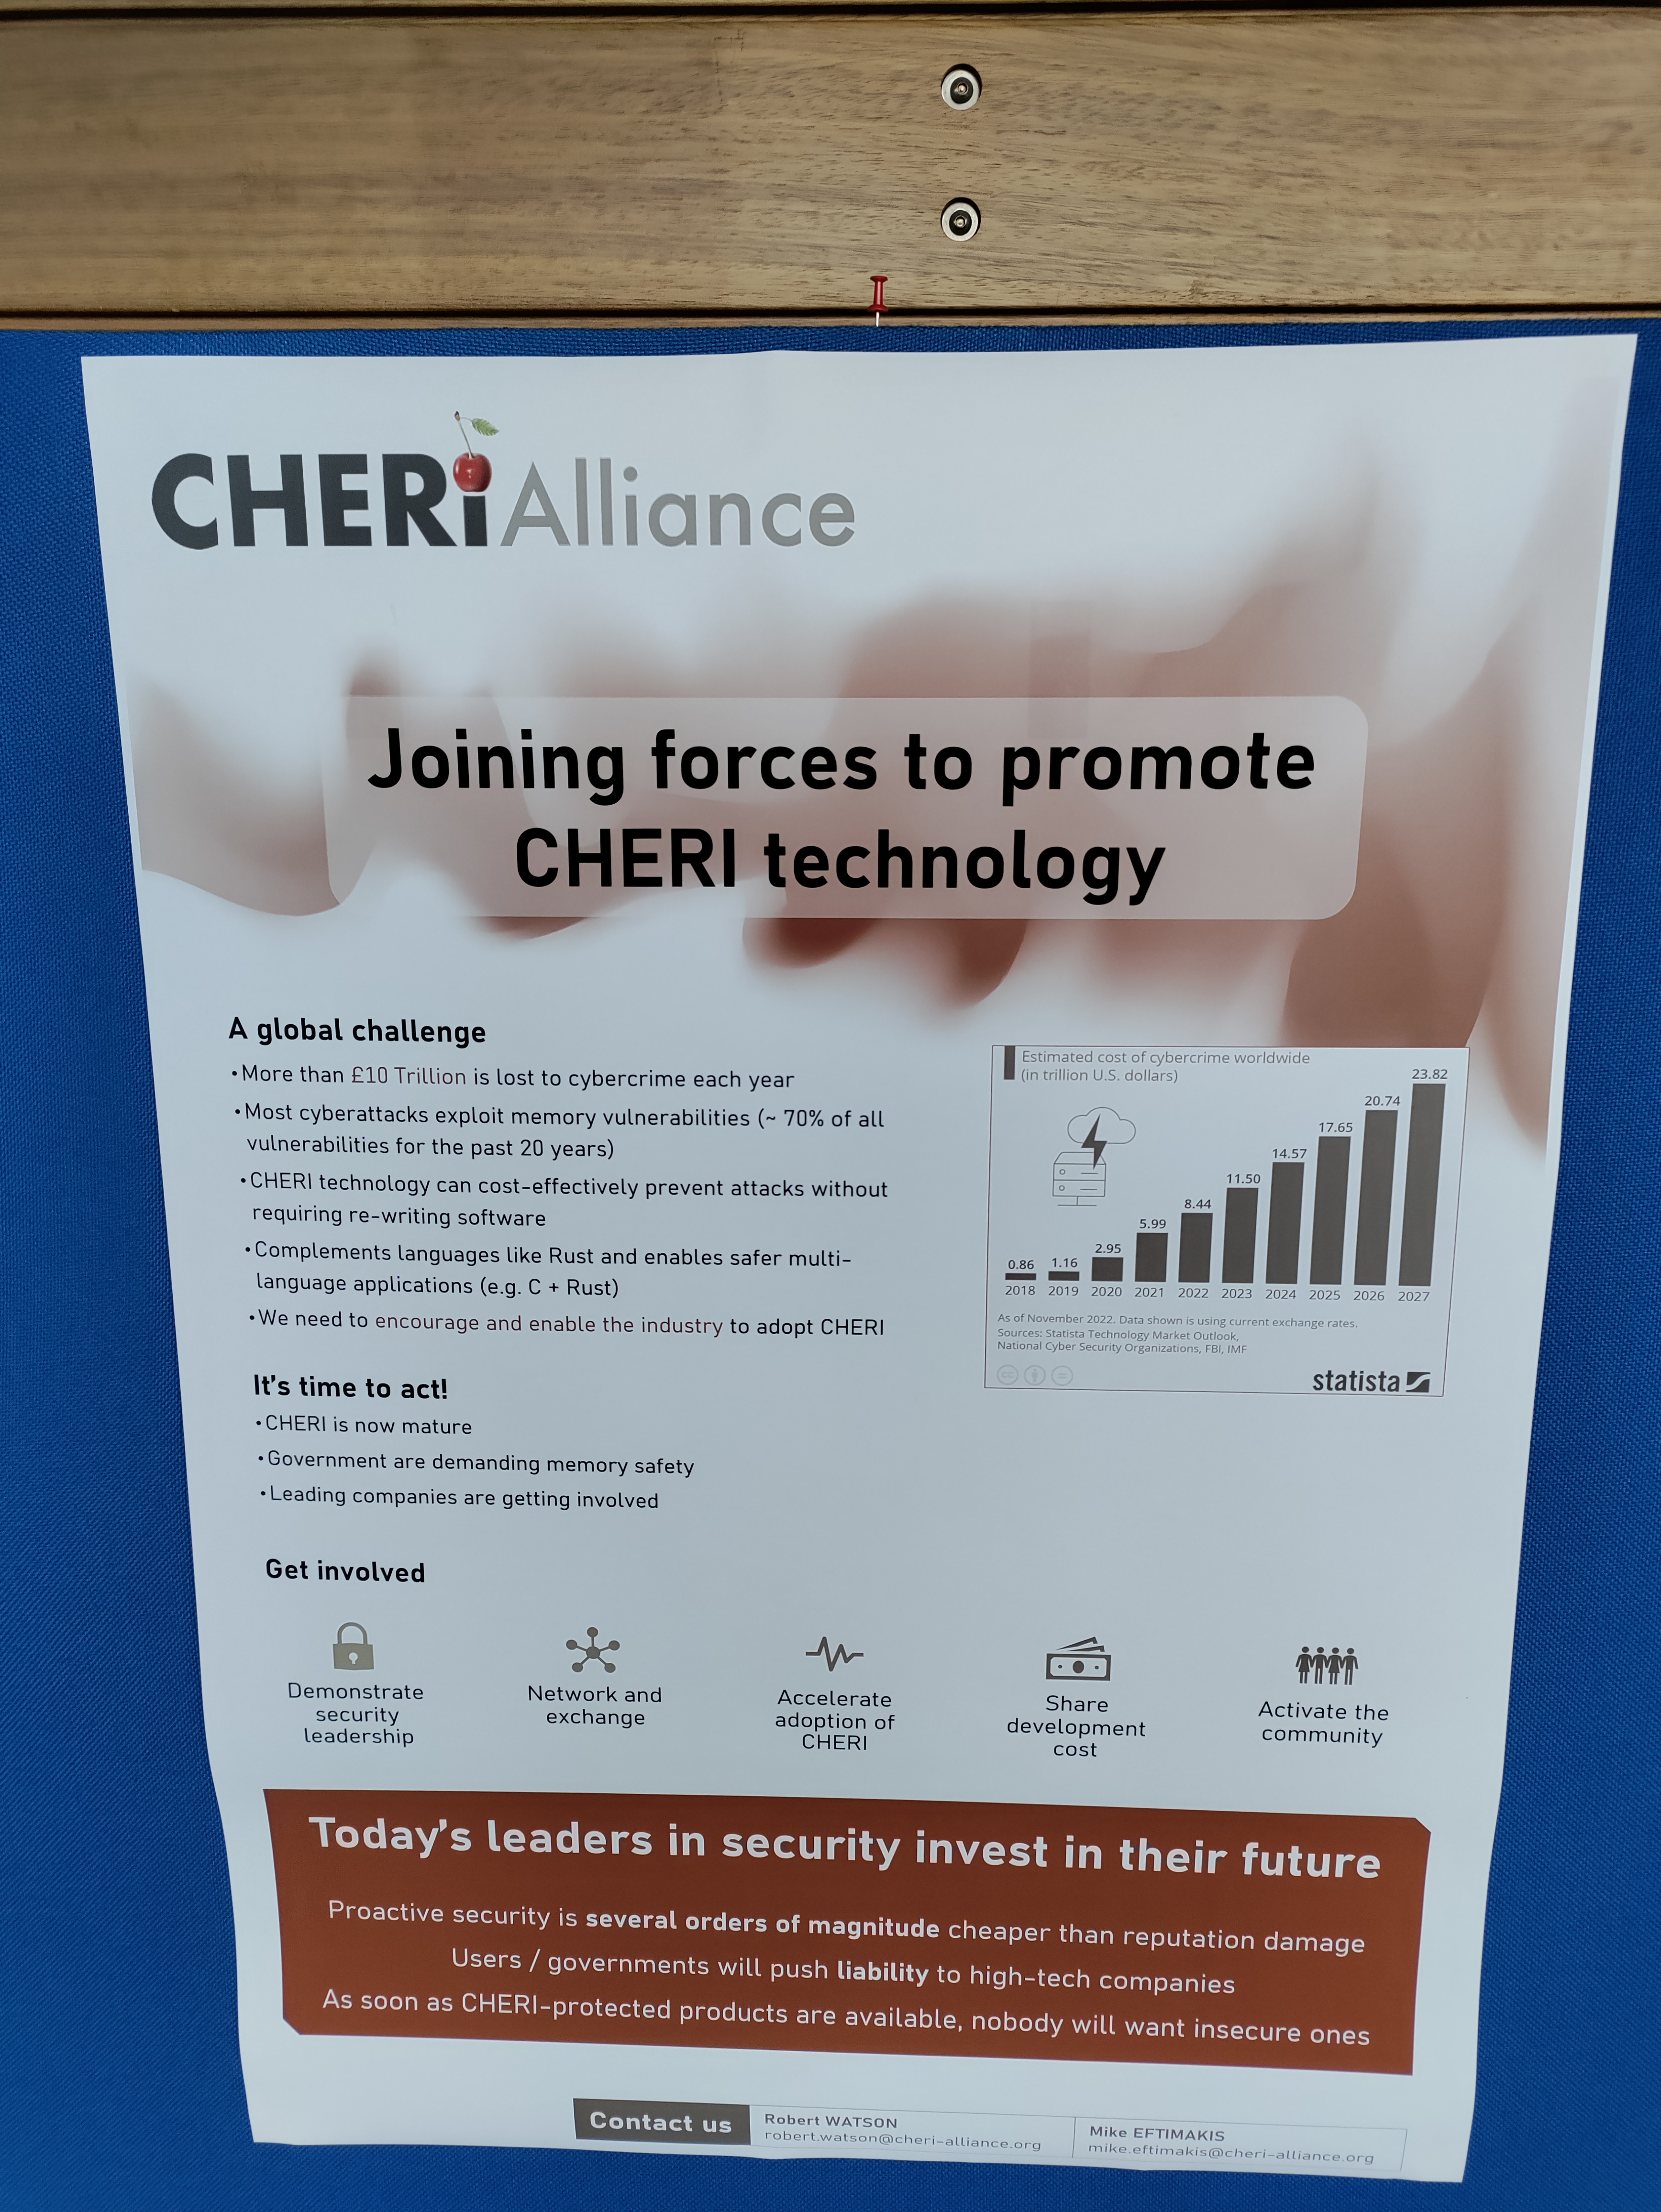 CHERI Alliance
Joining forces to promote
CHERI technology
A global challenge
• More than £10 Trillion is lost to cybercrime each year
• Most cyberattacks exploit memory vulnerabilities (~ 70% of all
vulnerabilities for the past 20 years)
• CHERI technology can cost-effectively prevent attacks without
requiring re-writing software
• Complements languages like Rust and enables safer multi-
language applications (e.g. C + Rust)
• We need to encourage and enable the industry to adopt CHERI
Estimated cost of cybercrime worldwide
(in trillion U.S. dollars)
0.86 1.16 2.95 5.99 8.44 11.50 14.57 17.65 20.74 23.82
2018 2019 2020 2021 2022 2023 2024 2025 2026 2027
As of November 2022. Data shown is using current exchange rates.
Sources: Statista Technology Market Outlook,
National Cyber Security Organizations, FBI, IMF
statista
It's time to act!
• CHERI is now mature
• Government are demanding memory safety
• Leading companies are getting involved
Get involved
Demonstrate
security
leadership
Network and
exchange
Accelerate
adoption of
CHERI
Share
development
cost
Activate the
community
Today's leaders in security invest in their future
Proactive security is several orders of magnitude cheaper than reputation damage
Users / governments will push liability to high-tech companies
As soon as CHERI-protected products are available, nobody will want insecure ones
Contact us
Robert WATSON
robert.watson@cheri-alliance.org
Mike EFTIMAKIS
mike.eftimakis@cheri-alliance.org